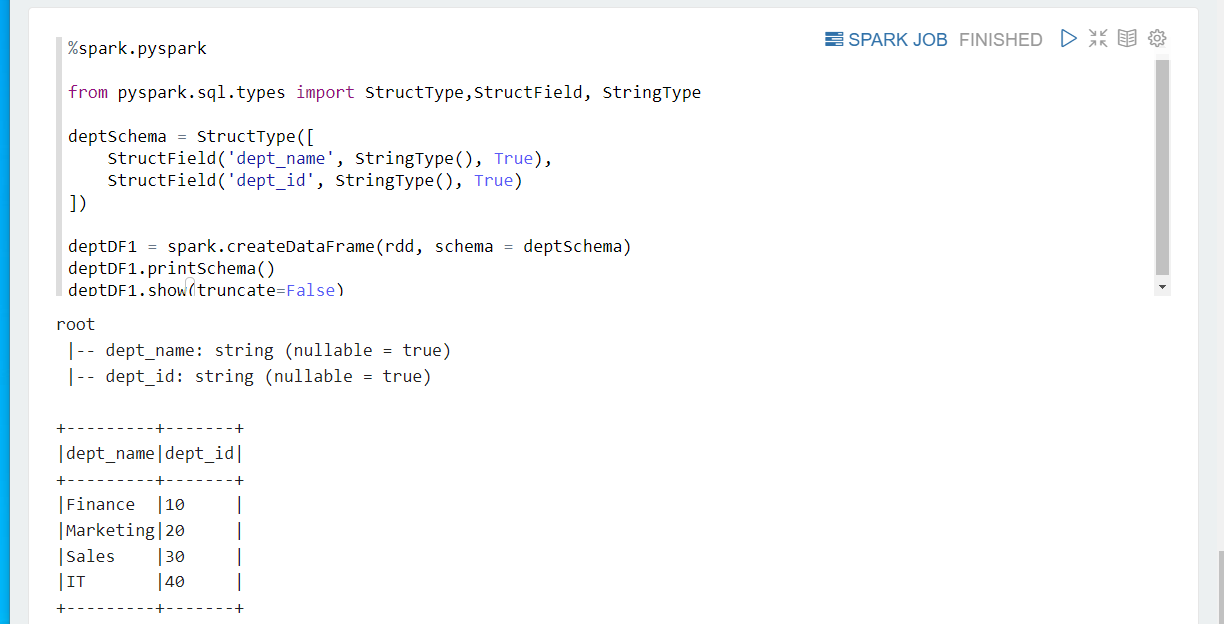 %spark.pyspark
SPARK JOB FINISHED
from pyspark.sql.types import StructType,StructField, StringType
deptSchema = StructType([
    StructField('dept_name', StringType(), True),
    StructField('dept_id', StringType(), True)
])
deptDF1 = spark.createDataFrame(rdd, schema = deptSchema)
deptDF1.printSchema()
deptDF1.show(truncate=False)
root
 |-- dept_name: string (nullable = true)
 |-- dept_id: string (nullable = true)
+---------+-------+
|dept_name|dept_id|
+---------+-------+
|Finance  |10     |
|Marketing|20     |
|Sales    |30     |
|IT       |40     |
+---------+-------+